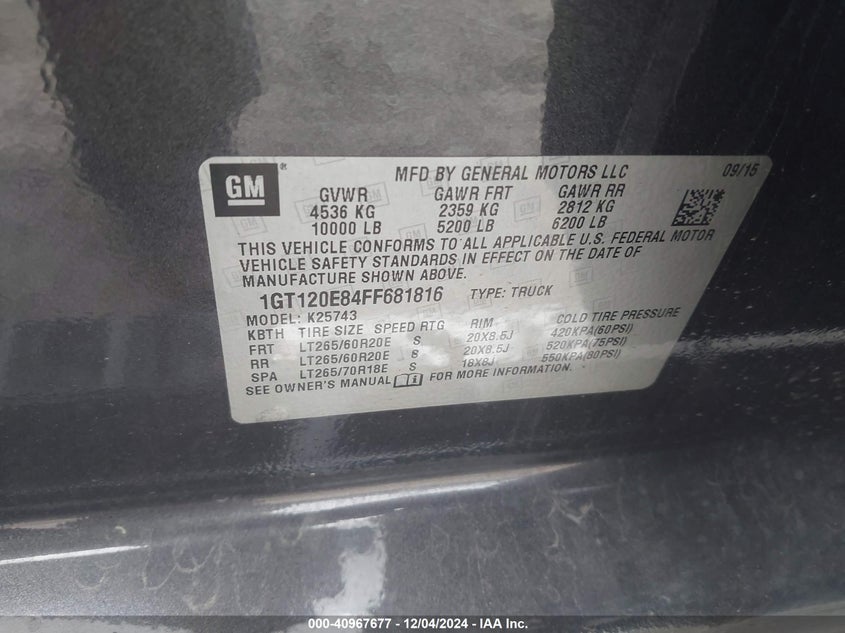 GM ® MFD BY GENERAL MOTORS LLC 09/15
GVWR GAWR FRT GAWR RR
4536 KG 2359 KG 2812 KG
10000 LB 5200 LB 6200 LB
THIS VEHICLE CONFORMS TO ALL APPLICABLE U.S. FEDERAL MOTOR
VEHICLE SAFETY STANDARDS IN EFFECT ON THE DATE OF
MANUFACTURE SHOWN ABOVE.
1GT120E84FF681816 TYPE: TRUCK
MODEL: K25743
KBTH TIRE SIZE SPEED RTG RIM COLD TIRE PRESSURE
FRT LT265/60R20E S 20X8.5J 420KPA(60PSI)
RR LT265/60R20E S 20X8.5J 520KPA(75PSI)
SPA LT265/70R18E S 18X8J 550KPA(80PSI)
SEE OWNER'S MANUAL FOR MORE INFORMATION.
000-40967677 - 12/04/2024 - IAA Inc.